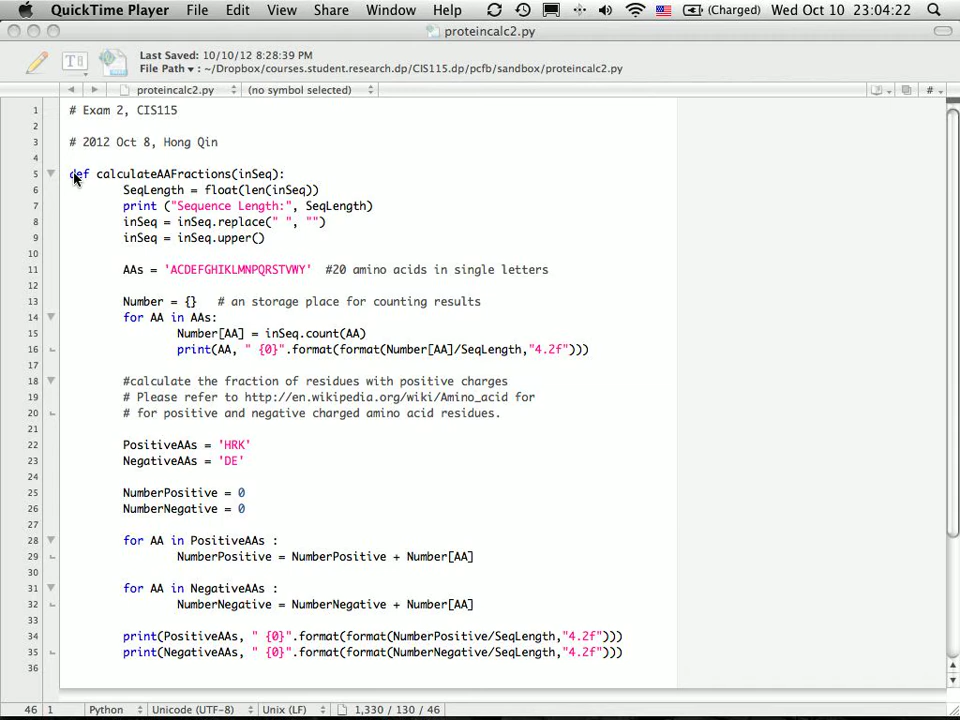 QuickTime Player File Edit View Share Window Help (Charged) Wed Oct 10 23:04:22
proteincalc2.py
Last Saved: 10/10/12 8:28:39 PM
File Path ▾ : ~/Dropbox/courses.student.research.dp/CIS115.dp/pcfb/sandbox/proteincalc2.py
proteincalc2.py (no symbol selected) #
1 # Exam 2, CIS115
2
3 # 2012 Oct 8, Hong Qin
4
5 def calculateAAFractions(inSeq):
6 SeqLength = float(len(inSeq))
7 print ("Sequence Length:", SeqLength)
8 inSeq = inSeq.replace(" ", "")
9 inSeq = inSeq.upper()
10
11 AAs = 'ACDEFGHIKLMNPQRSTVWY' #20 amino acids in single letters
12
13 Number = {} # an storage place for counting results
14 for AA in AAs:
15 Number[AA] = inSeq.count(AA)
16 print(AA, " {0}".format(format(Number[AA]/SeqLength,"4.2f")))
17
18 #calculate the fraction of residues with positive charges
19 # Please refer to http://en.wikipedia.org/wiki/Amino_acid for
20 # for positive and negative charged amino acid residues.
21
22 PositiveAAs = 'HRK'
23 NegativeAAs = 'DE'
24
25 NumberPositive = 0
26 NumberNegative = 0
27
28 for AA in PositiveAAs :
29 NumberPositive = NumberPositive + Number[AA]
30
31 for AA in NegativeAAs :
32 NumberNegative = NumberNegative + Number[AA]
33
34 print(PositiveAAs, " {0}".format(format(NumberPositive/SeqLength,"4.2f")))
35 print(NegativeAAs, " {0}".format(format(NumberNegative/SeqLength,"4.2f")))
36
46 1 Python Unicode (UTF-8) Unix (LF) 1,330 / 130 / 46